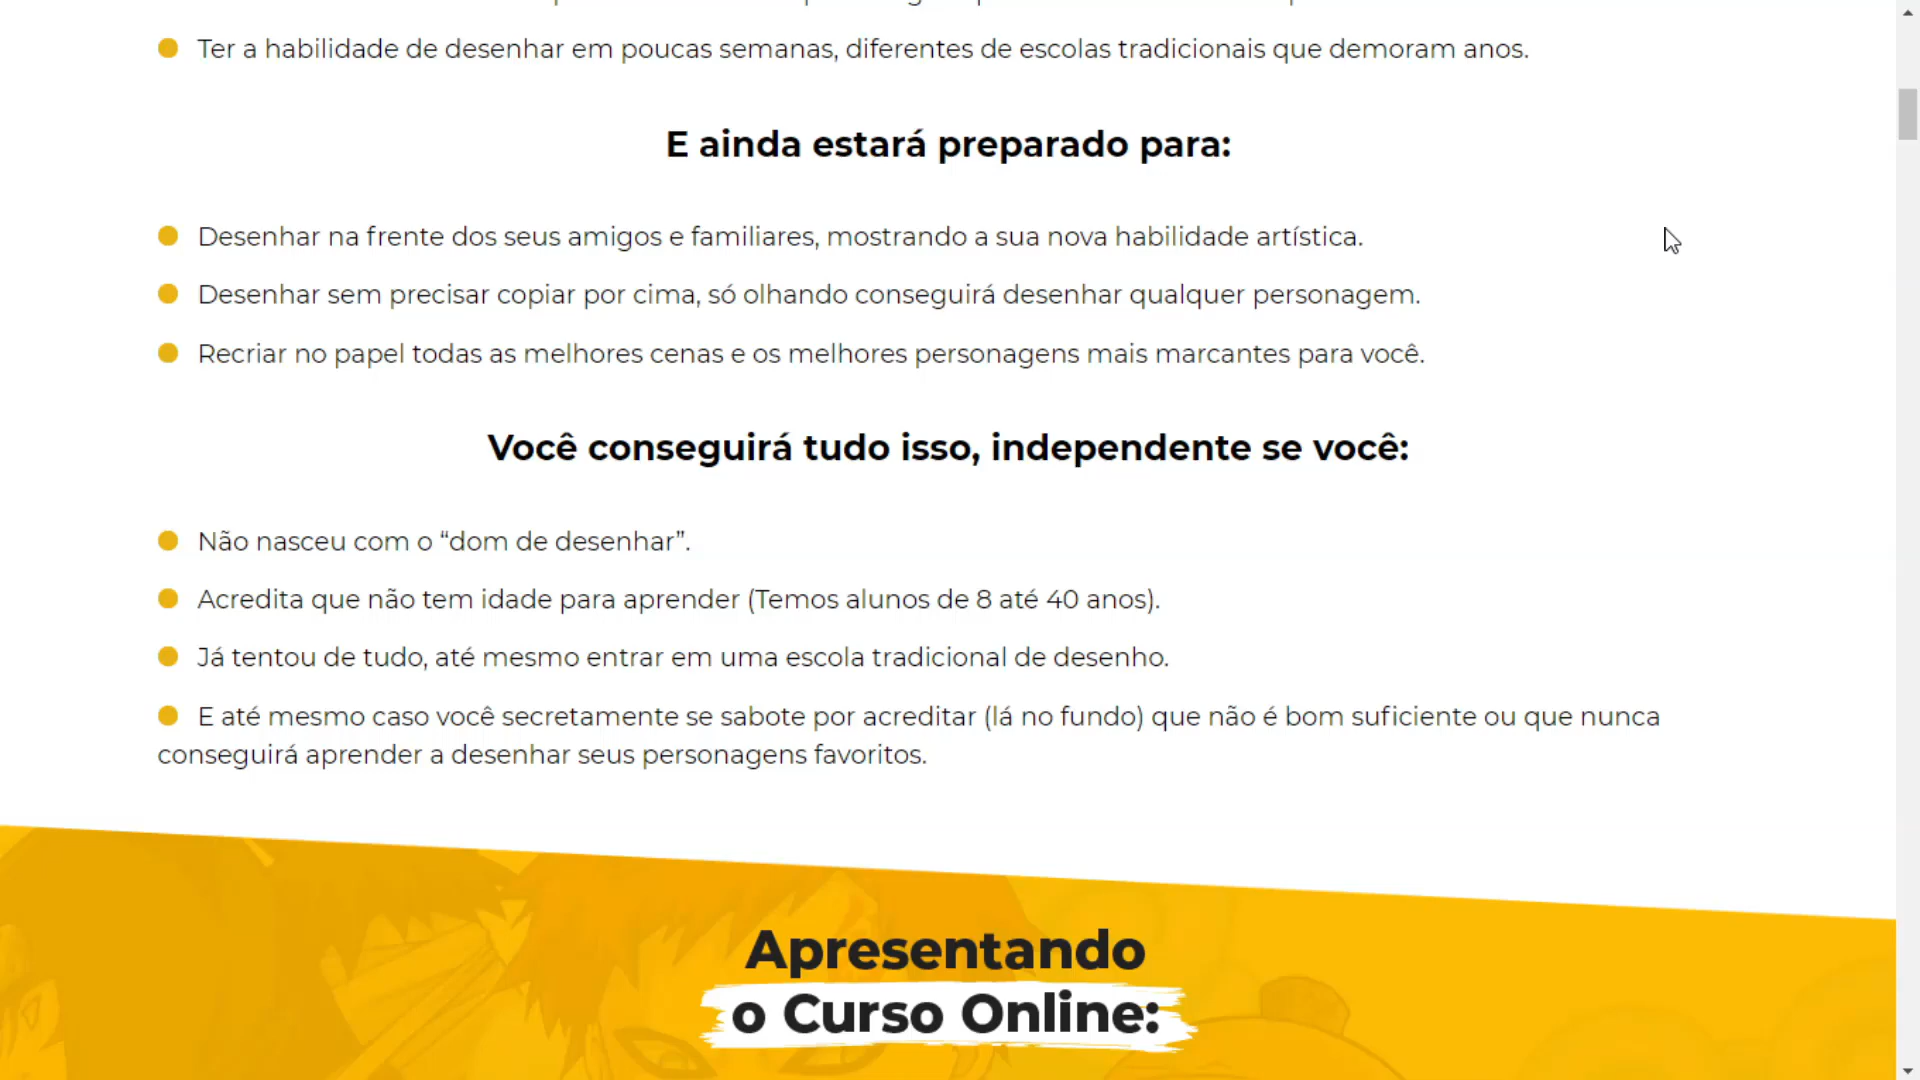 Ter a habilidade de desenhar em poucas semanas, diferentes de escolas tradicionais que demoram anos.
E ainda estará preparado para:
Desenhar na frente dos seus amigos e familiares, mostrando a sua nova habilidade artística.
Desenhar sem precisar copiar por cima, só olhando conseguirá desenhar qualquer personagem.
Recriar no papel todas as melhores cenas e os melhores personagens mais marcantes para você.
Você conseguirá tudo isso, independente se você:
Não nasceu com o “dom de desenhar”.
Acredita que não tem idade para aprender (Temos alunos de 8 até 40 anos).
Já tentou de tudo, até mesmo entrar em uma escola tradicional de desenho.
E até mesmo caso você secretamente se sabote por acreditar (lá no fundo) que não é bom suficiente ou que nunca
conseguirá aprender a desenhar seus personagens favoritos.
Apresentando
o Curso Online: